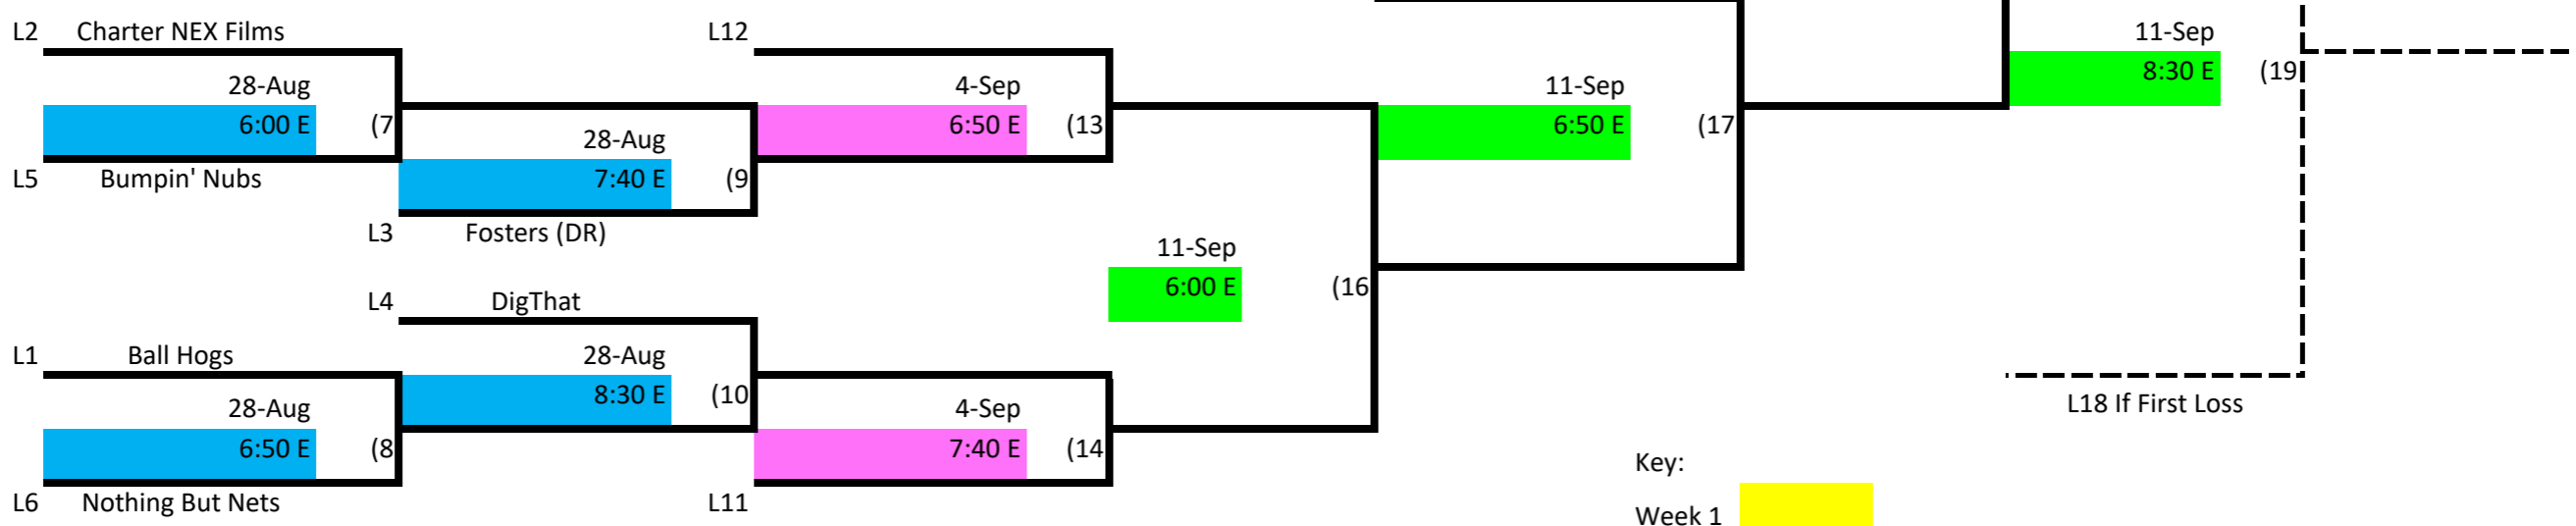 L2 Charter NEX Films
L12
11-Sep
28-Aug
4-Sep
11-Sep
8:30 E (19
6:00 E (7
28-Aug
6:50 E (13
6:50 E (17
L5 Bumpin' Nubs
7:40 E (9
L3 Fosters (DR)
11-Sep
6:00 E (16
L4 DigThat
L1 Ball Hogs
28-Aug
8:30 E (10
28-Aug
4-Sep
L18 If First Loss
6:50 E (8
7:40 E (14
Key:
L6 Nothing But Nets
L11
Week 1